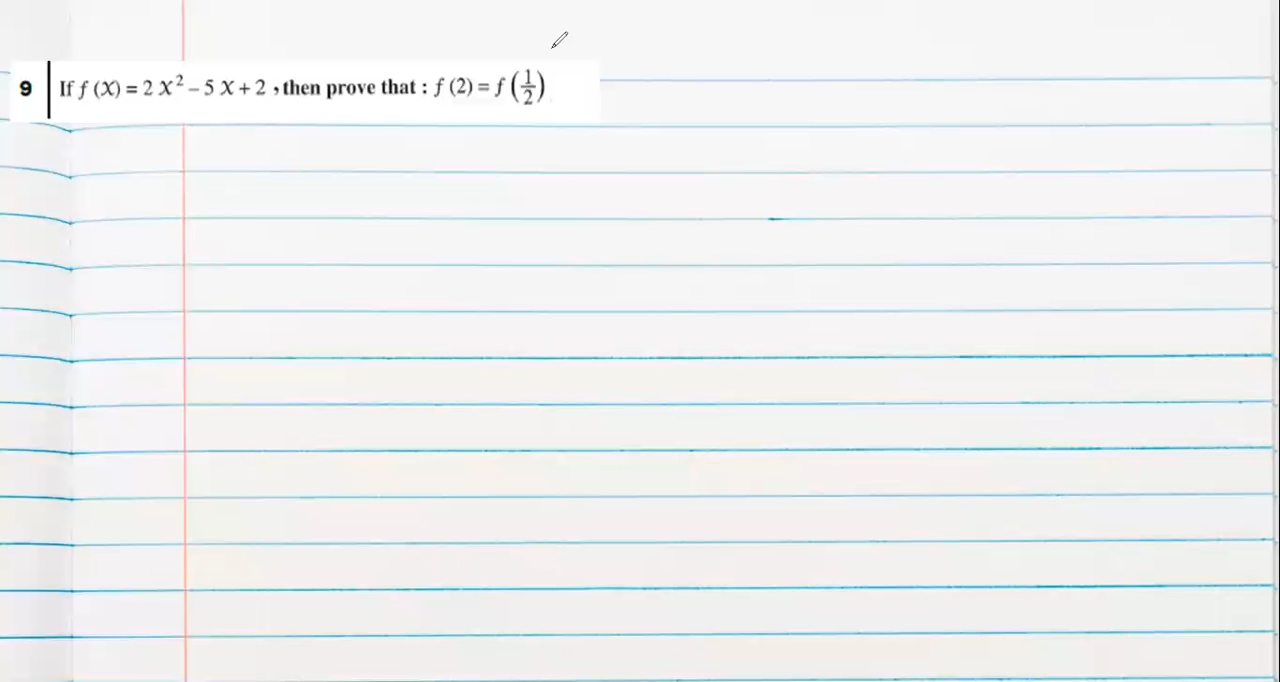 9 If f (X) = 2 X² – 5 X + 2 , then prove that : f (2) = f (1/2)